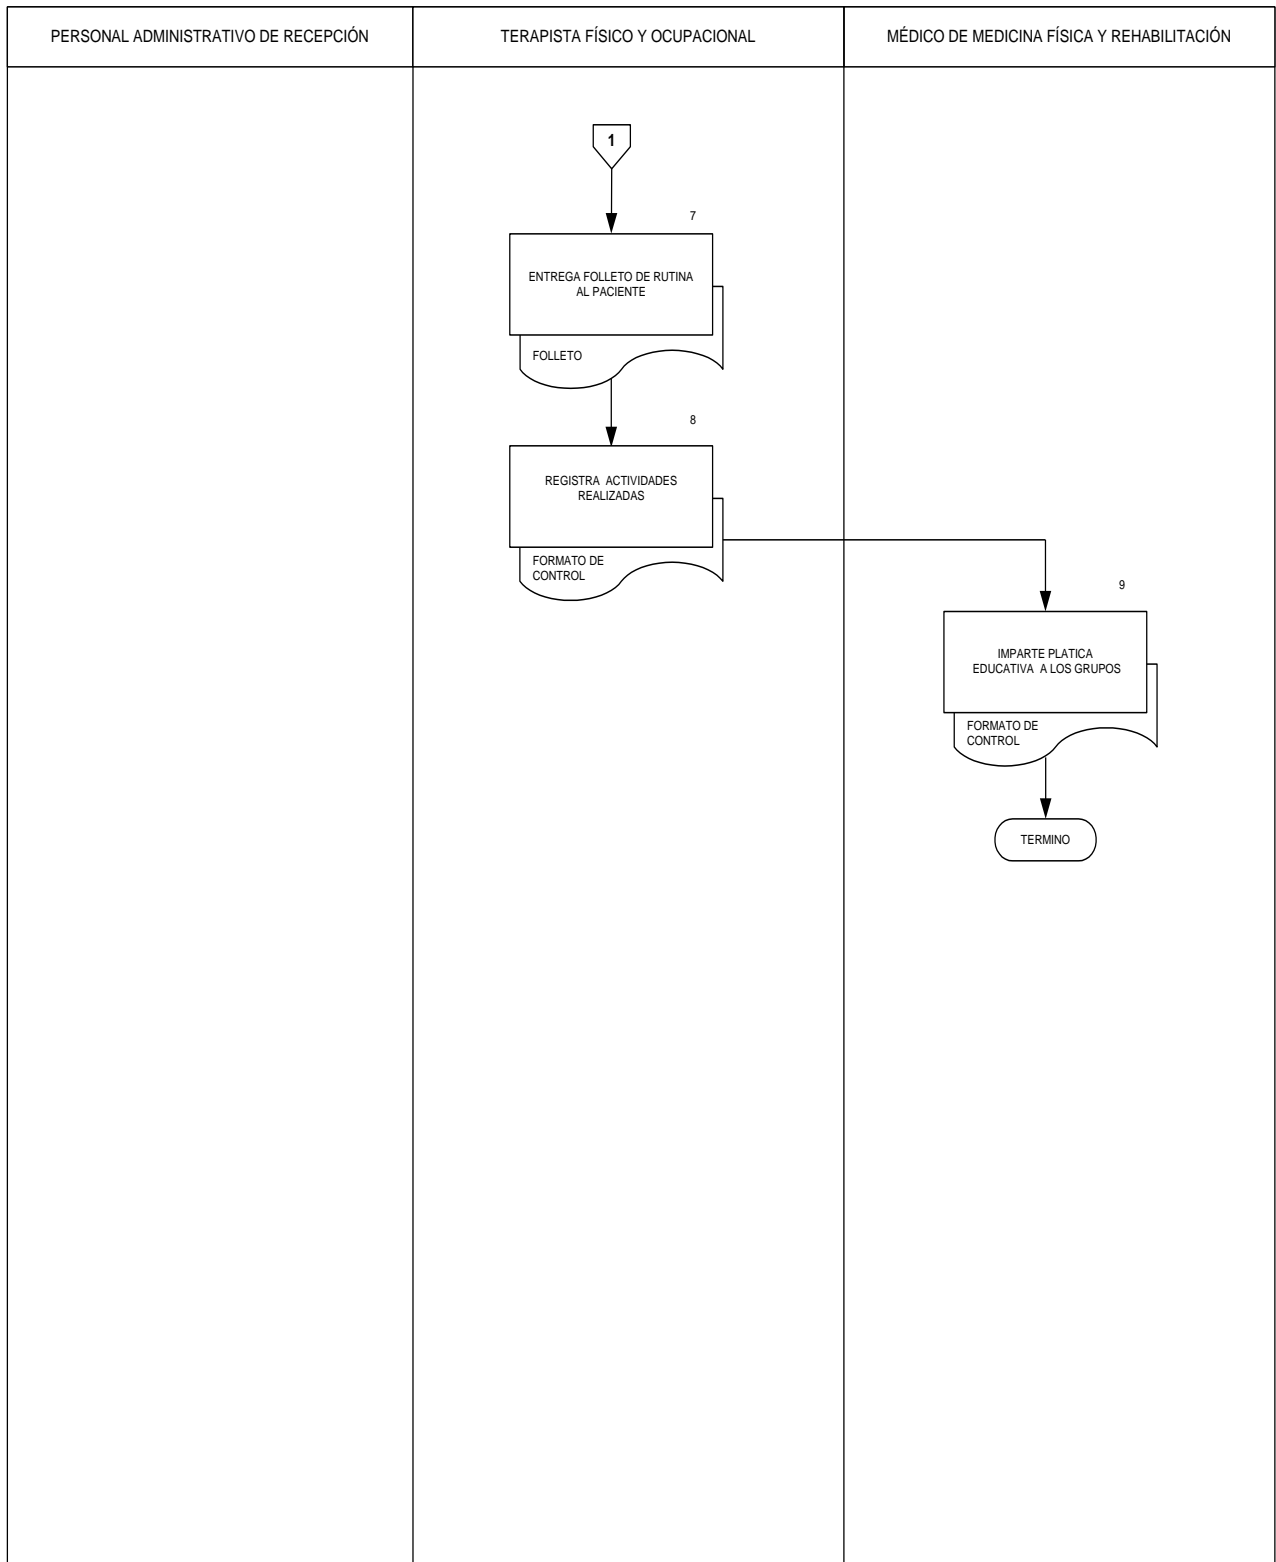 PERSONAL ADMINISTRATIVO DE RECEPCIÓN
TERAPISTA FÍSICO Y OCUPACIONAL
MÉDICO DE MEDICINA FÍSICA Y REHABILITACIÓN
1
7
ENTREGA FOLLETO DE RUTINA
AL PACIENTE
FOLLETO
8
REGISTRA ACTIVIDADES
REALIZADAS
FORMATO DE
CONTROL
9
IMPARTE PLATICA
EDUCATIVA A LOS GRUPOS
FORMATO DE
CONTROL
TERMINO